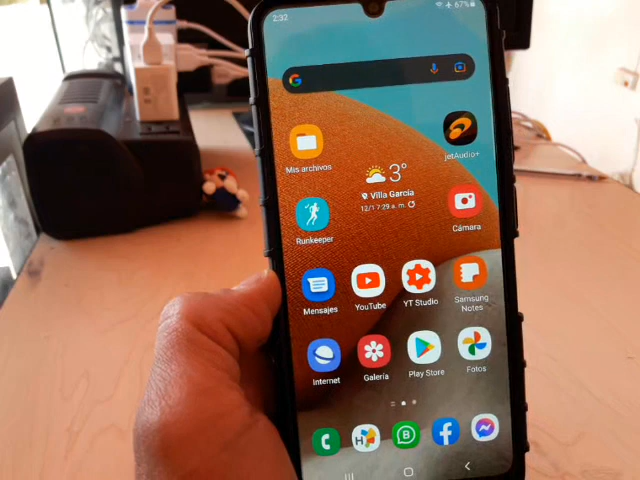 2:32
67%
Mis archivos
jetAudio+
3°
Villa García
12/1 7:29 a. m.
Runkeeper
Cámara
Mensajes
YouTube
YT Studio
Samsung
Notes
Internet
Galería
Play Store
Fotos